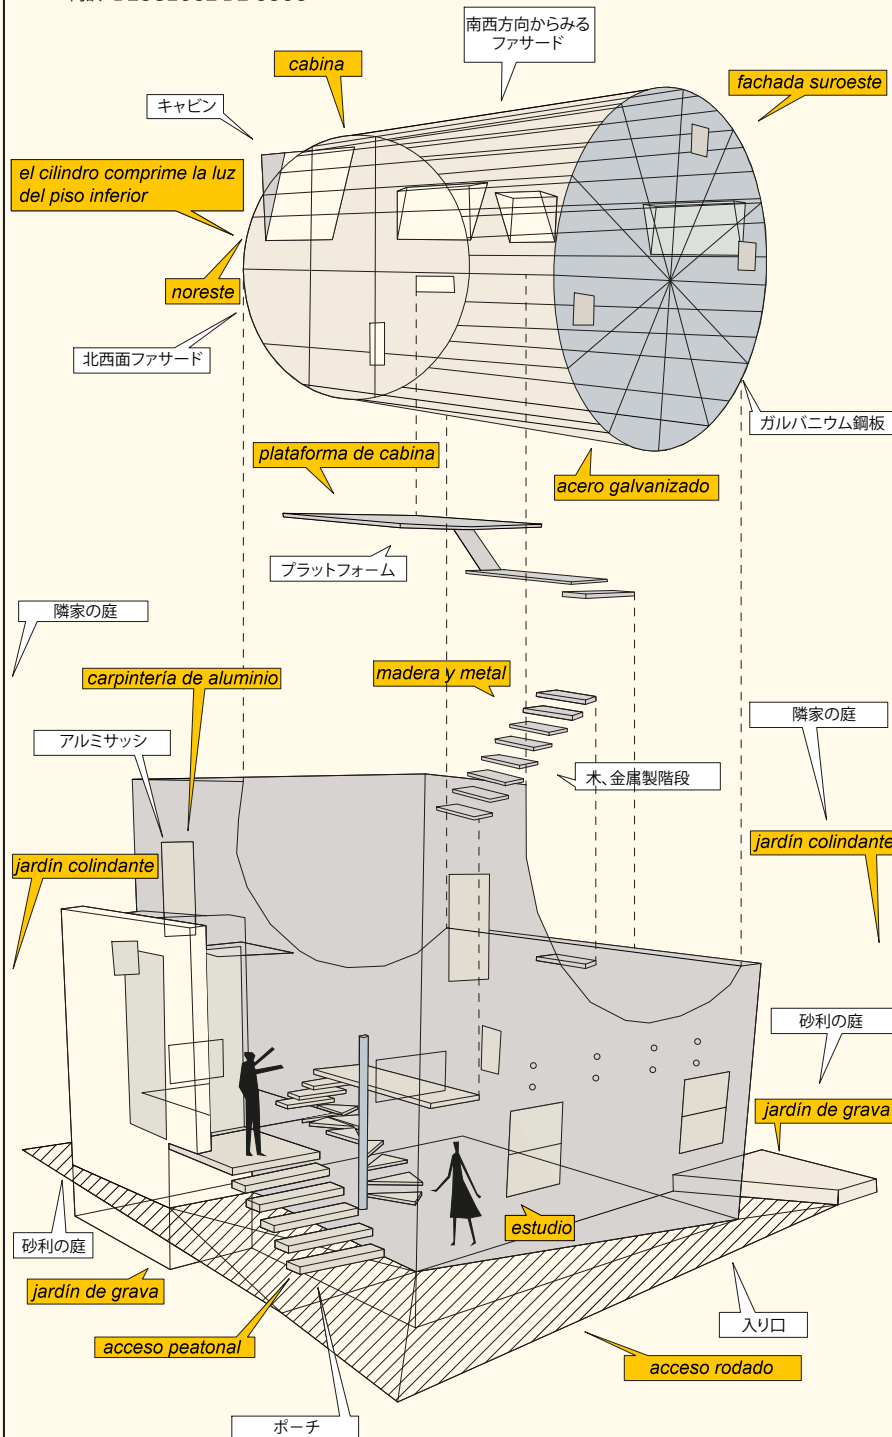 南西方向からみる
ファサード
cabina
fachada suroeste
キャビン
el cilindro comprime la luz
del piso inferior
noreste
北西面ファサード
ガルバニウム鋼板
plataforma de cabina
acero galvanizado
プラットフォーム
隣家の庭
carpintería de aluminio
madera y metal
隣家の庭
アルミサッシ
木、金属製階段
jardín colindante
jardín colindante
砂利の庭
jardín de grava
estudio
砂利の庭
jardín de grava
入り口
acceso peatonal
acceso rodado
ポーチ